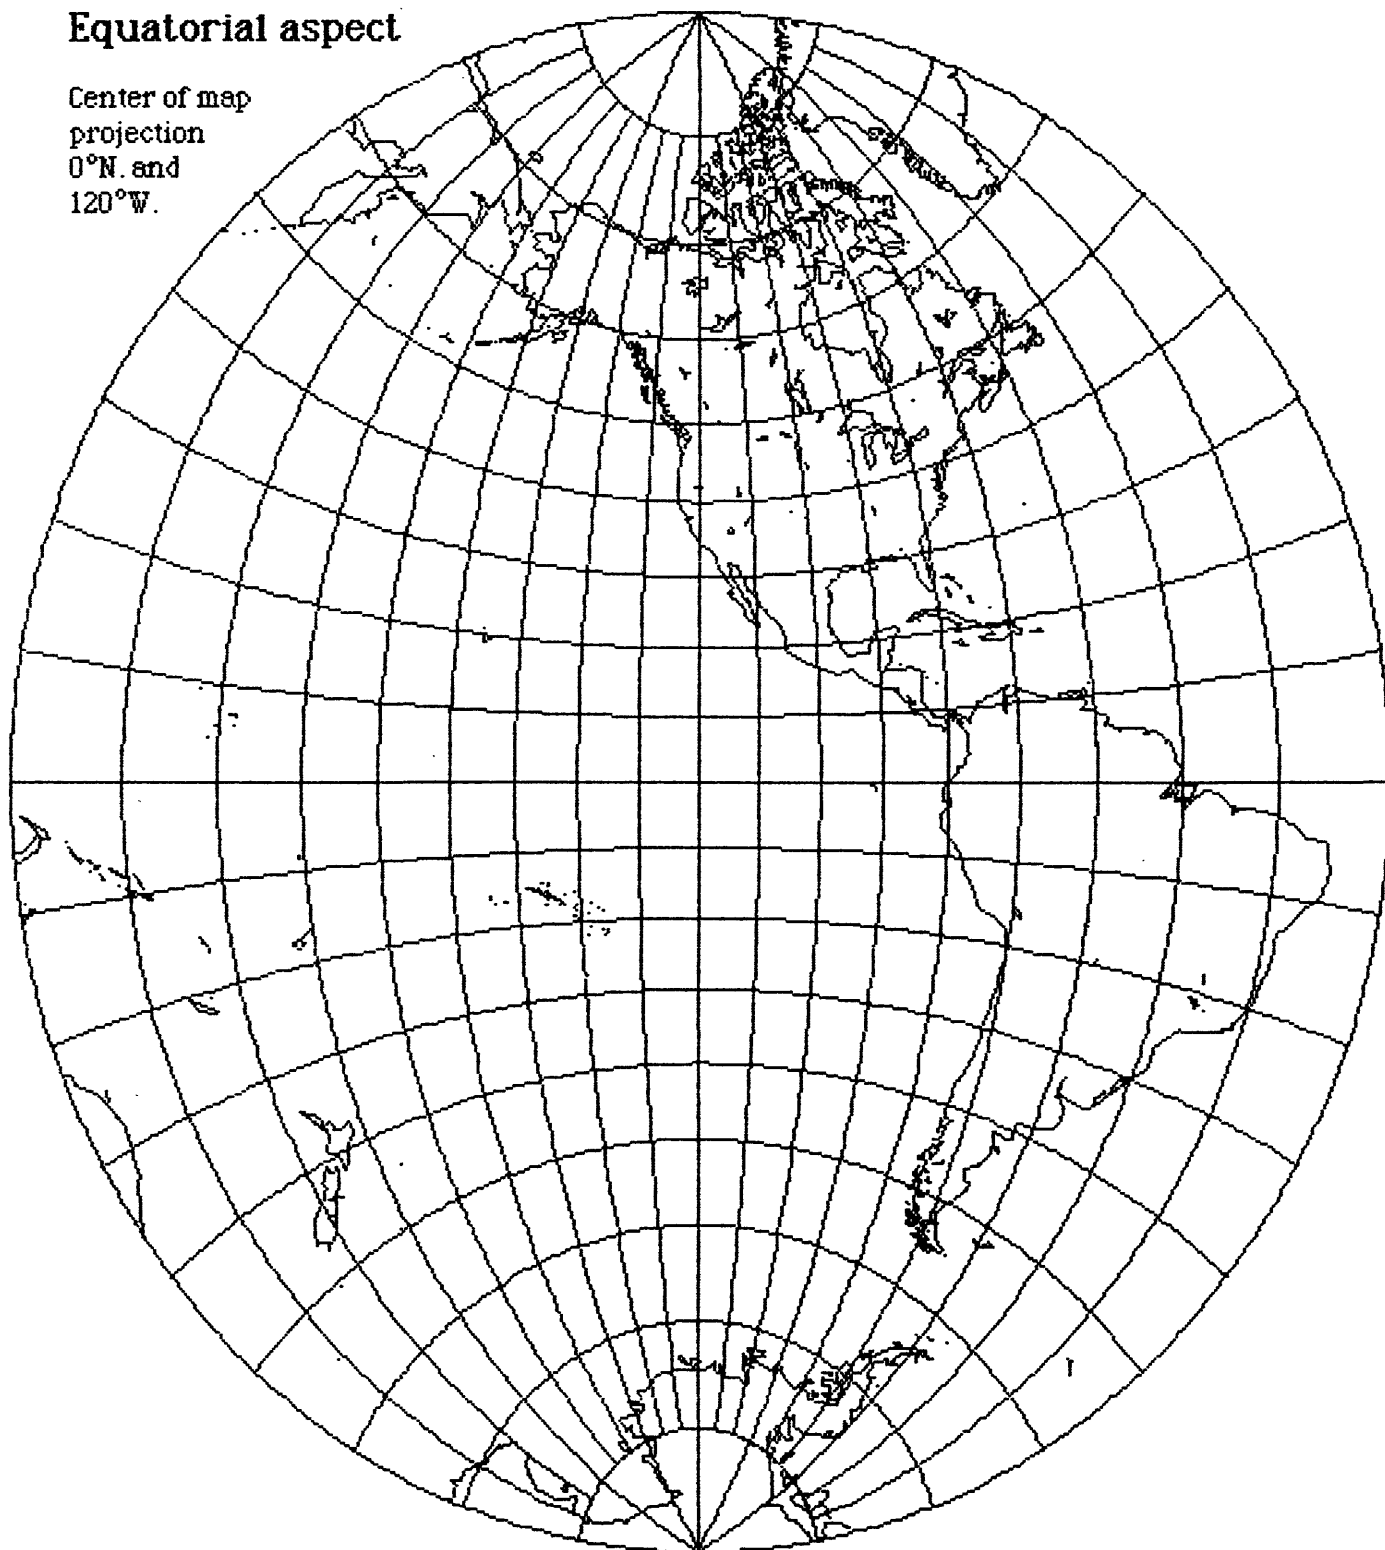 Equatorial aspect
Center of map
projection
0°N. and
120°W.